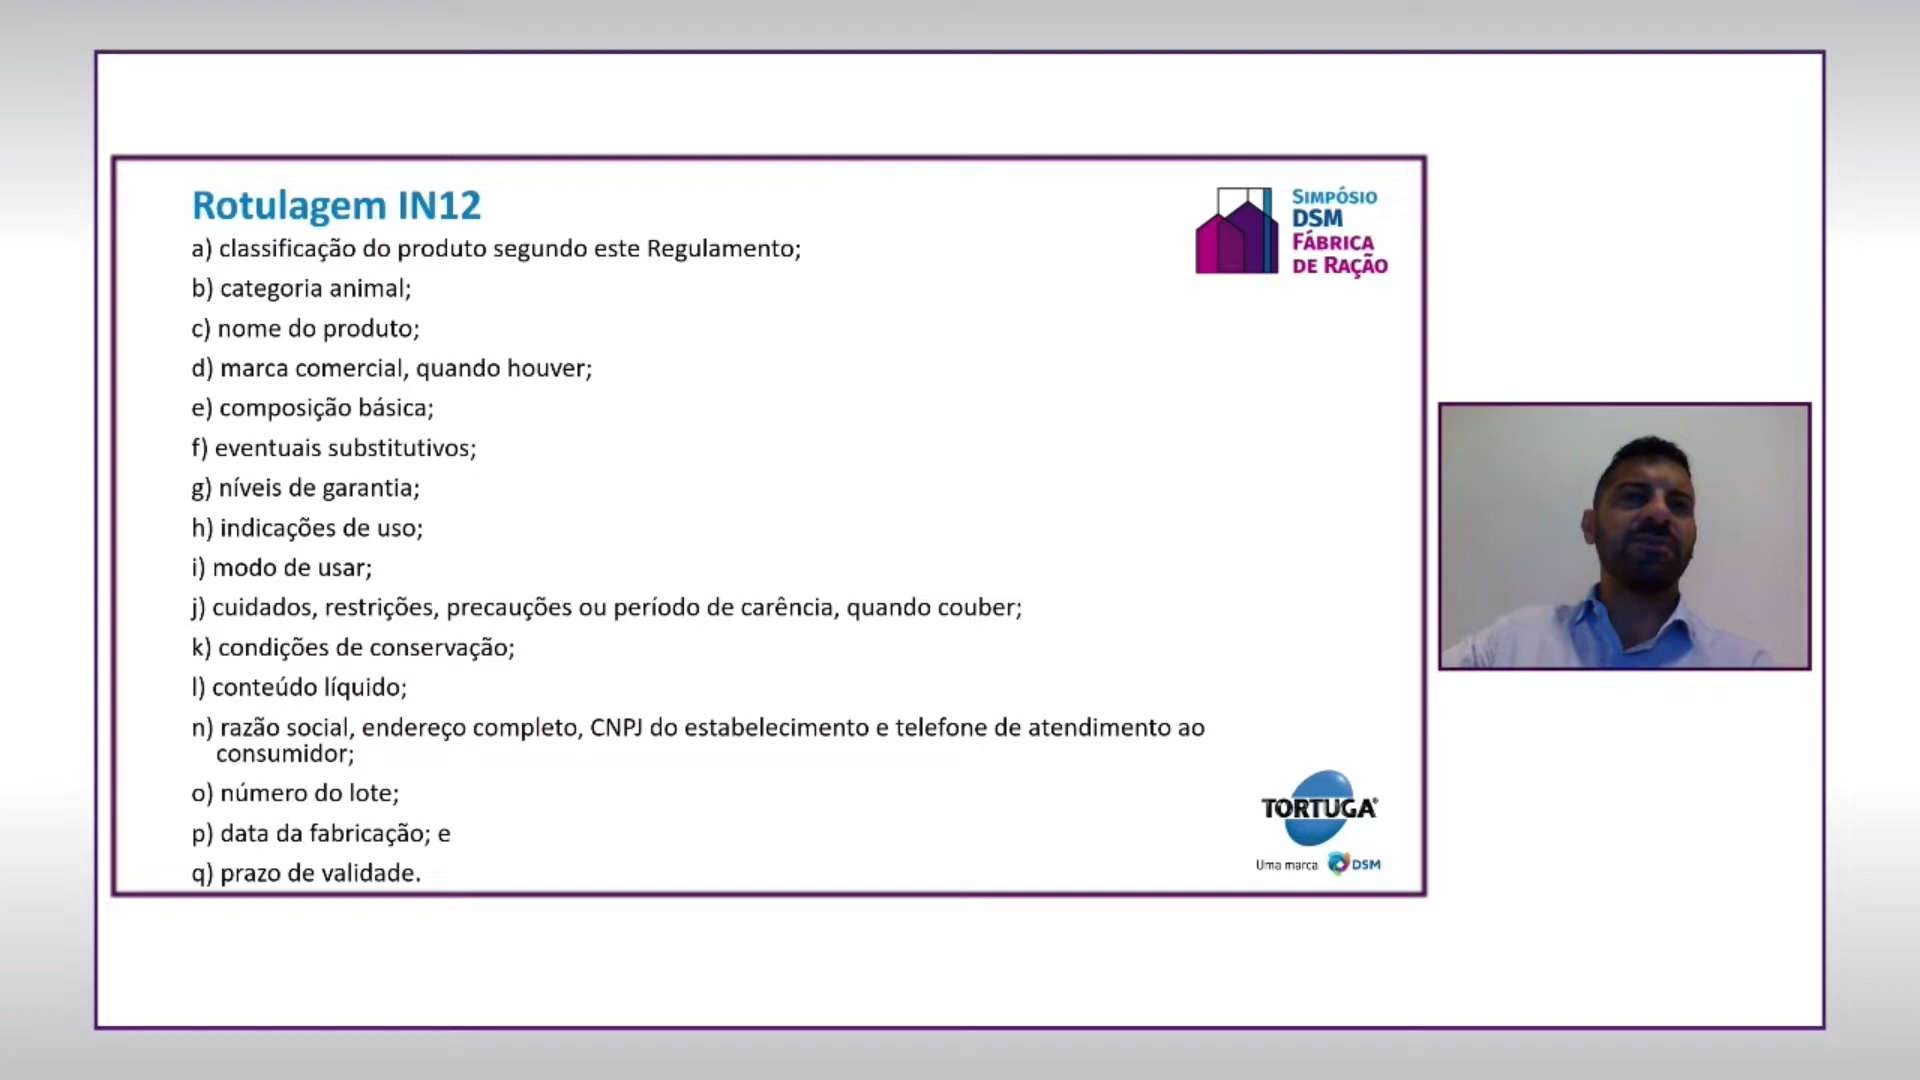 Rotulagem IN12
a) classificação do produto segundo este Regulamento;
b) categoria animal;
c) nome do produto;
d) marca comercial, quando houver;
e) composição básica;
f) eventuais substitutivos;
g) níveis de garantia;
h) indicações de uso;
i) modo de usar;
j) cuidados, restrições, precauções ou período de carência, quando couber;
k) condições de conservação;
l) conteúdo líquido;
n) razão social, endereço completo, CNPJ do estabelecimento e telefone de atendimento ao
consumidor;
o) número do lote;
p) data da fabricação; e
q) prazo de validade.
SIMPÓSIO
DSM
FÁBRICA
DE RAÇÃO
TORTUGA®
Uma marca DSM